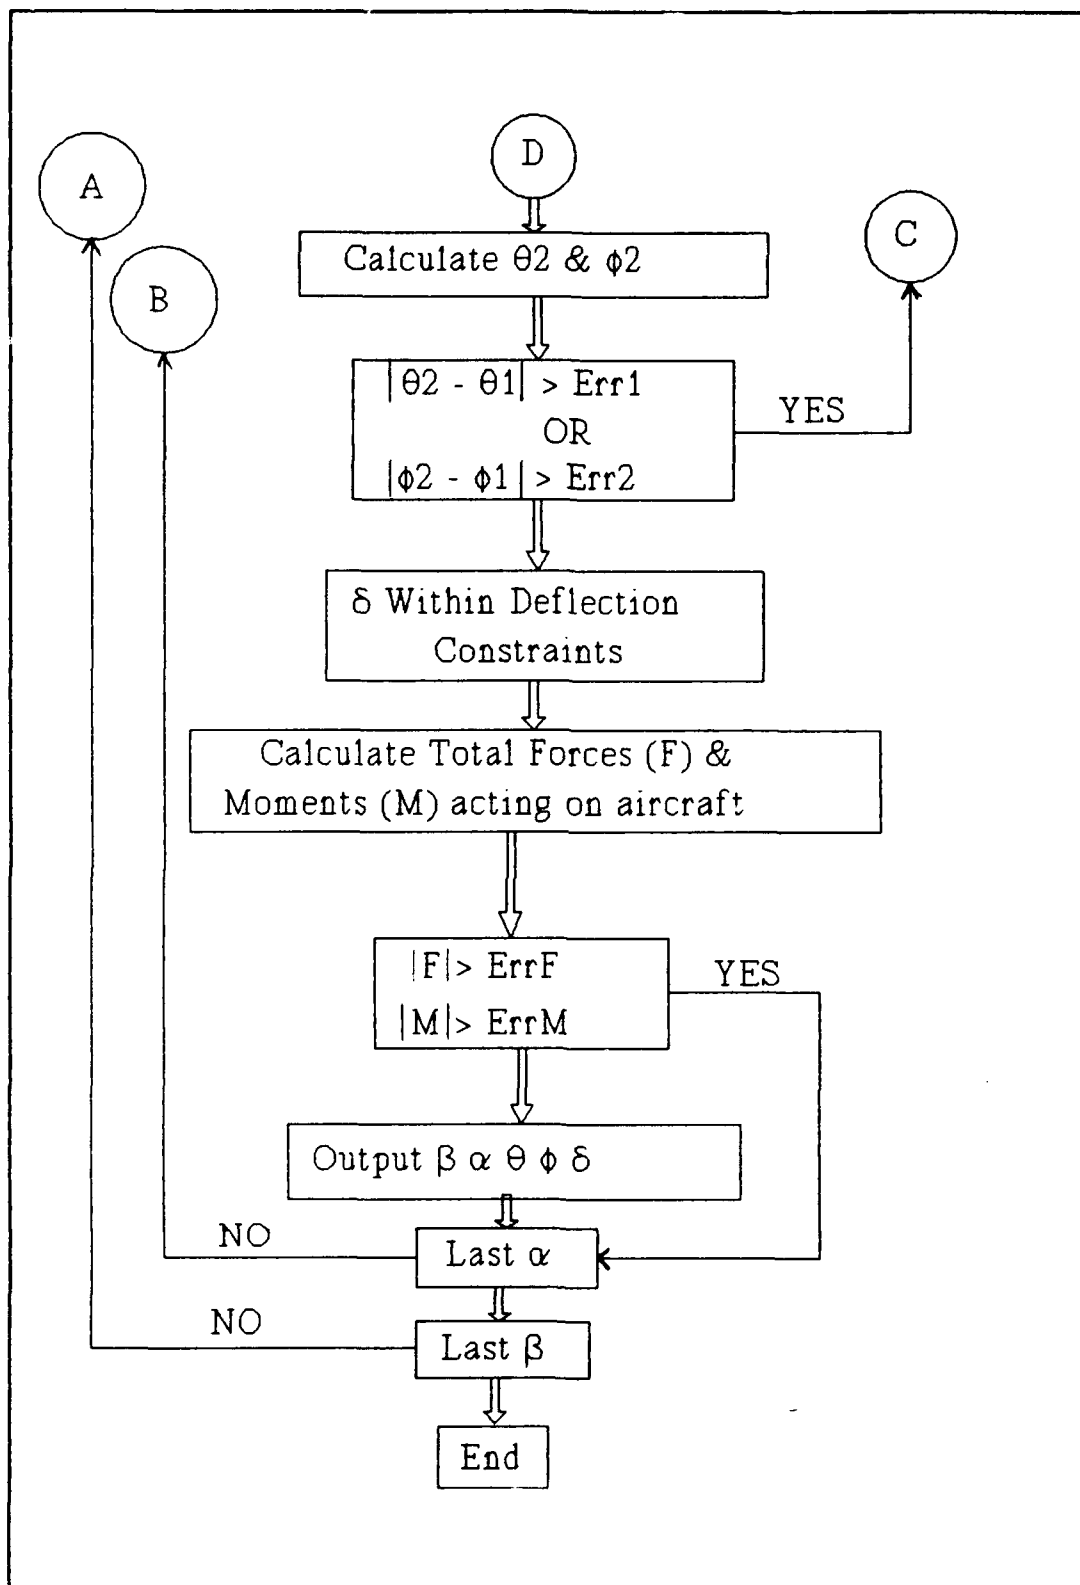 D
A
C
B
Calculate θ2 & ϕ2
|θ2 - θ1| > Err1
OR
|ϕ2 - ϕ1| > Err2
YES
δ Within Deflection
Constraints
Calculate Total Forces (F) &
Moments (M) acting on aircraft
|F|> ErrF
|M|> ErrM
YES
Output β α θ ϕ δ
NO
Last α
NO
Last β
End